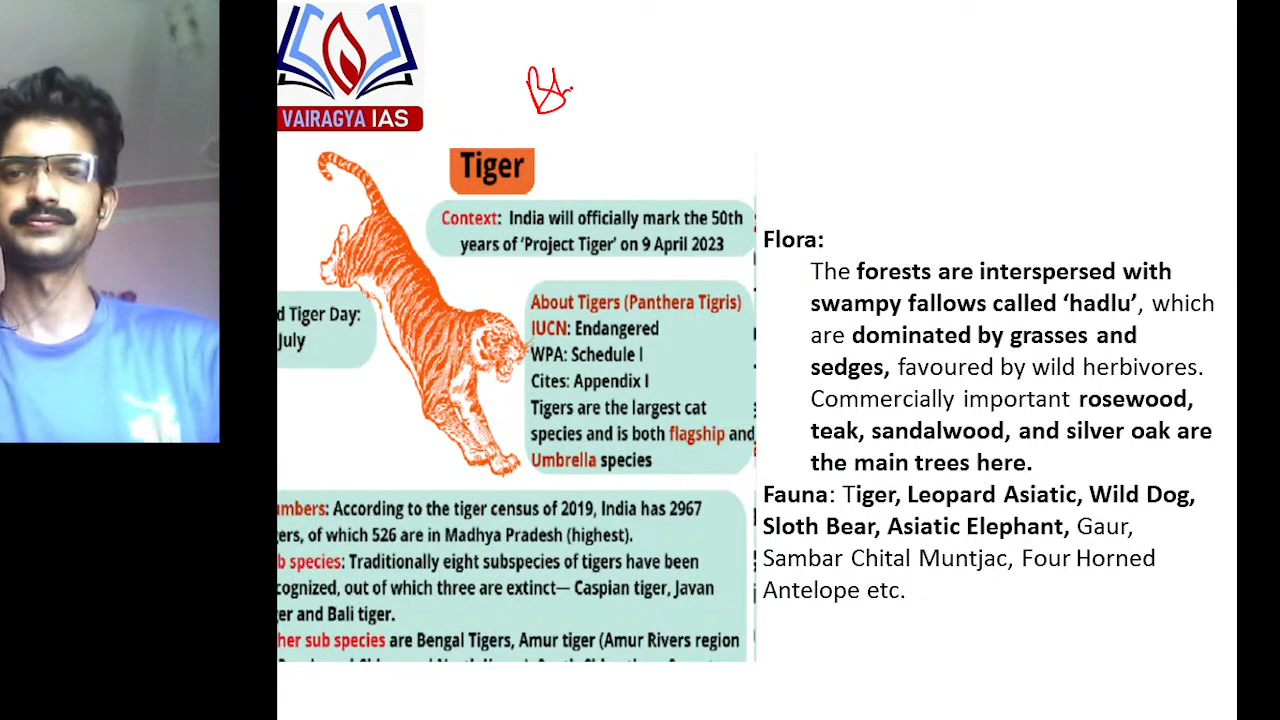 VAIRAGYA IAS
Tiger
Context: India will officially mark the 50th
years of ‘Project Tiger’ on 9 April 2023
d Tiger Day:
July
About Tigers (Panthera Tigris)
IUCN: Endangered
WPA: Schedule I
Cites: Appendix I
Tigers are the largest cat
species and is both flagship and
Umbrella species
umbers: According to the tiger census of 2019, India has 2967
gers, of which 526 are in Madhya Pradesh (highest).
b species: Traditionally eight subspecies of tigers have been
cognized, out of which three are extinct— Caspian tiger, Javan
ger and Bali tiger.
her sub species are Bengal Tigers, Amur tiger (Amur Rivers region
Flora:
The forests are interspersed with
swampy fallows called ‘hadlu’, which
are dominated by grasses and
sedges, favoured by wild herbivores.
Commercially important rosewood,
teak, sandalwood, and silver oak are
the main trees here.
Fauna: Tiger, Leopard Asiatic, Wild Dog,
Sloth Bear, Asiatic Elephant, Gaur,
Sambar Chital Muntjac, Four Horned
Antelope etc.